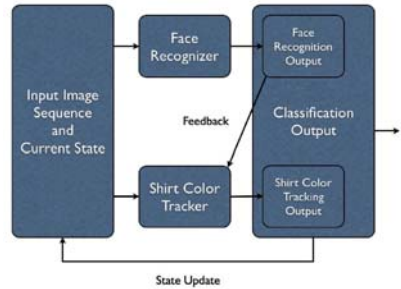 Face
Recognizer
Face
Recognition
Output
Input Image
Sequence
and
Current State
Feedback
Classification
Output
Shirt Color
Tracker
Shirt Color
Tracking
Output
State Update